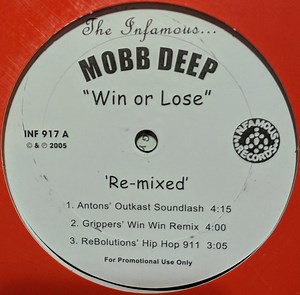 The Infamous...
MOBB DEEP
"Win or Lose"
INF 917 A
© & ℗ 2005
INFAMOUS RECORDS
'Re-mixed'
1. Antons' Outkast Soundlash 4:15
2. Grippers' Win Win Remix 4:00
3. ReBolutions' Hip Hop 911 3:05
For Promotional Use Only